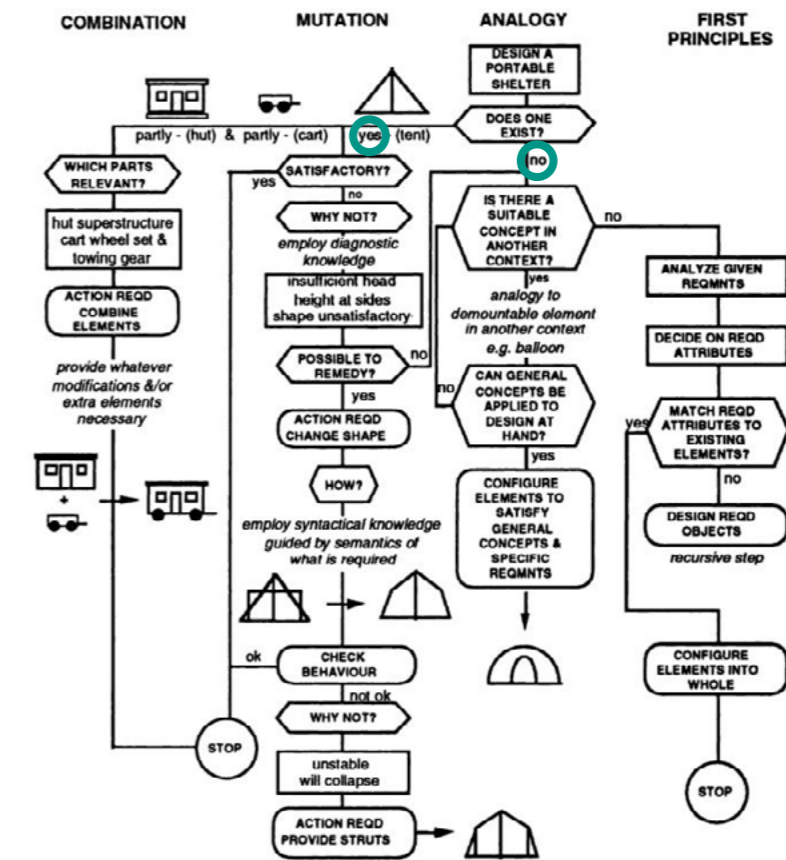 COMBINATION
MUTATION
ANALOGY
FIRST
PRINCIPLES
DESIGN A
PORTABLE
SHELTER
DOES ONE
EXIST?
partly - (hut) & partly - (cart)
yes - (tent)
no
WHICH PARTS
RELEVANT?
hut superstructure
cart wheel set &
towing gear
ACTION REQD
COMBINE
ELEMENTS
provide whatever
modifications &/or
extra elements
necessary
+
STOP
yes
SATISFACTORY?
no
WHY NOT?
employ diagnostic
knowledge
insufficient head
height at sides
shape unsatisfactory
POSSIBLE TO
REMEDY?
no
yes
ACTION REQD
CHANGE SHAPE
HOW?
employ syntactical knowledge
guided by semantics of
what is required
ok
CHECK
BEHAVIOUR
not ok
WHY NOT?
unstable
will collapse
ACTION REQD
PROVIDE STRUTS
IS THERE A
SUITABLE
CONCEPT IN
ANOTHER
CONTEXT?
no
yes
analogy to
demountable element
in another context
e.g. balloon
no
CAN GENERAL
CONCEPTS BE
APPLIED TO
DESIGN AT
HAND?
yes
CONFIGURE
ELEMENTS TO
SATISFY
GENERAL
CONCEPTS &
SPECIFIC
REQMNTS
ANALYZE GIVEN
REQMNTS
DECIDE ON REQD
ATTRIBUTES
yes
MATCH REQD
ATTRIBUTES TO
EXISTING
ELEMENTS?
no
DESIGN REQD
OBJECTS
recursive step
CONFIGURE
ELEMENTS INTO
WHOLE
STOP